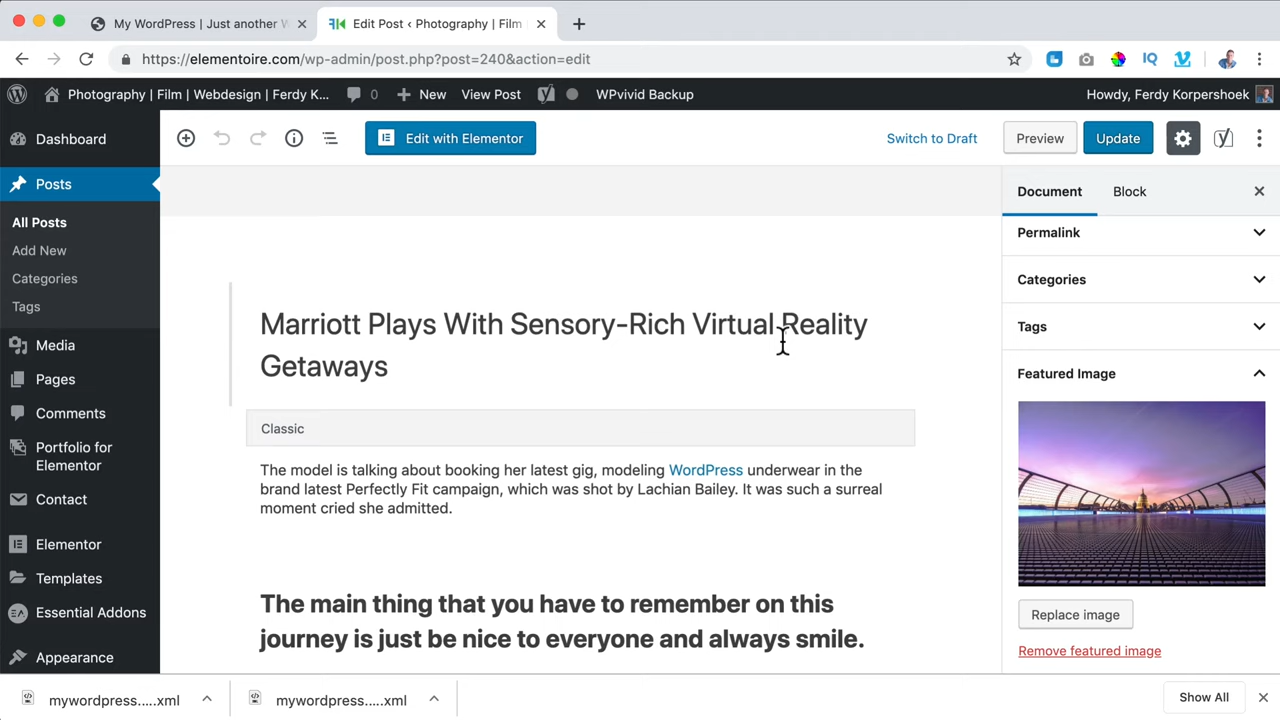 My WordPress | Just another W
Edit Post ‹ Photography | Film
https://elementoire.com/wp-admin/post.php?post=240&action=edit
Photography | Film | Webdesign | Ferdy K...
0
New
View Post
WPvivid Backup
Howdy, Ferdy Korpershoek
Dashboard
Edit with Elementor
Switch to Draft
Preview
Update
Posts
Document
Block
All Posts
Add New
Categories
Tags
Permalink
Categories
Tags
Featured Image
Marriott Plays With Sensory-Rich Virtual Reality
Getaways
Media
Pages
Comments
Portfolio for
Elementor
Contact
Elementor
Templates
Essential Addons
Appearance
Classic
The model is talking about booking her latest gig, modeling WordPress underwear in the
brand latest Perfectly Fit campaign, which was shot by Lachian Bailey. It was such a surreal
moment cried she admitted.
The main thing that you have to remember on this
journey is just be nice to everyone and always smile.
Replace image
Remove featured image
mywordpress.....xml
mywordpress.....xml
Show All